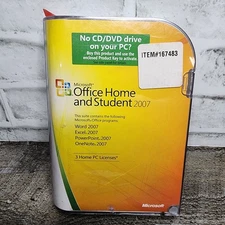 No CD/DVD drive
on your PC?
Buy this product and use the
enclosed Product Key to activate
ITEM#167483
Microsoft
Office Home
and Student 2007
This suite contains the following
Microsoft Office programs:
Word 2007
Excel 2007
PowerPoint 2007
OneNote 2007
3 Home PC Licenses*
Microsoft